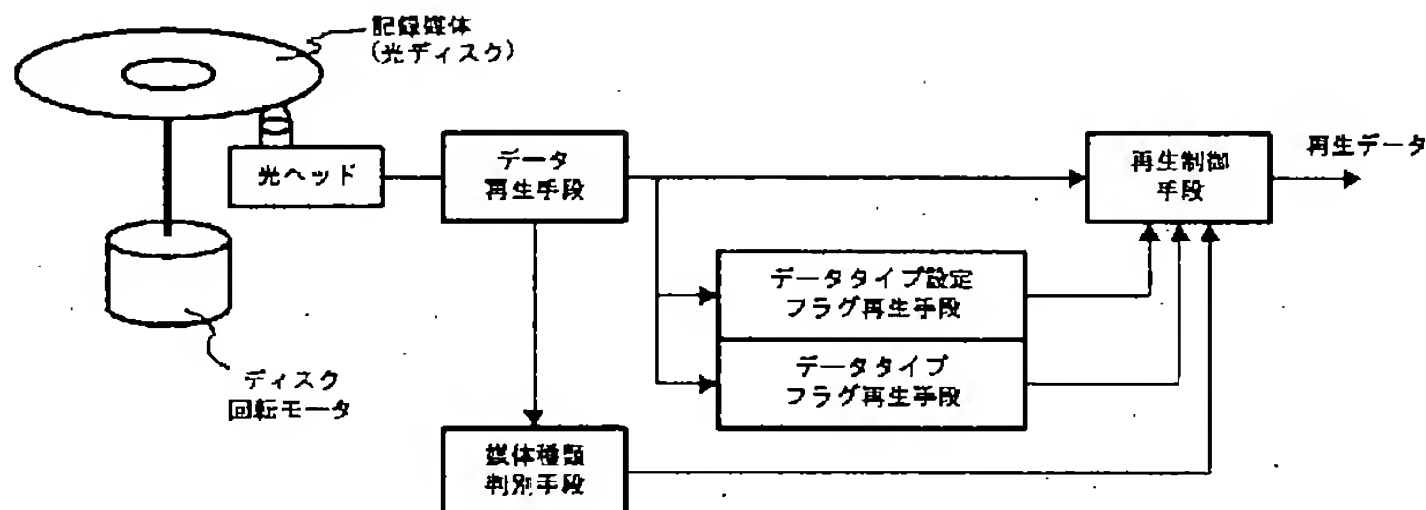 記録媒体
(光ディスク)
光ヘッド
データ
再生手段
再生制御
手段
再生データ
データタイプ設定
フラグ再生手段
データタイプ
フラグ再生手段
ディスク
回転モータ
媒体種類
判別手段